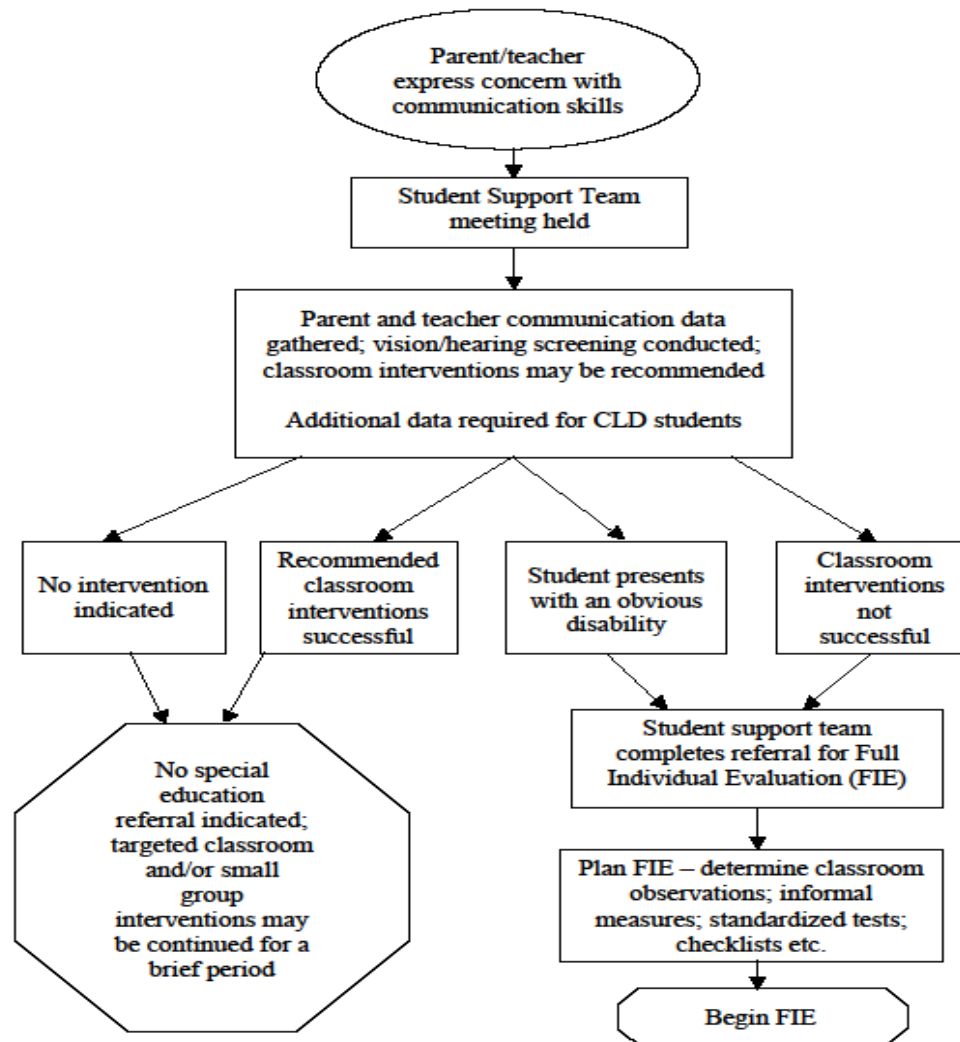 Parent/teacher
express concern with
communication skills
Student Support Team
meeting held
Parent and teacher communication data
gathered; vision/hearing screening conducted;
classroom interventions may be recommended
Additional data required for CLD students
No intervention
indicated
Recommended
classroom
interventions
successful
Student presents
with an obvious
disability
Classroom
interventions
not
successful
No special
education
referral indicated;
targeted classroom
and/or small
group
interventions may
be continued for a
brief period
Student support team
completes referral for Full
Individual Evaluation (FIE)
Plan FIE – determine classroom
observations; informal
measures; standardized tests;
checklists etc.
Begin FIE